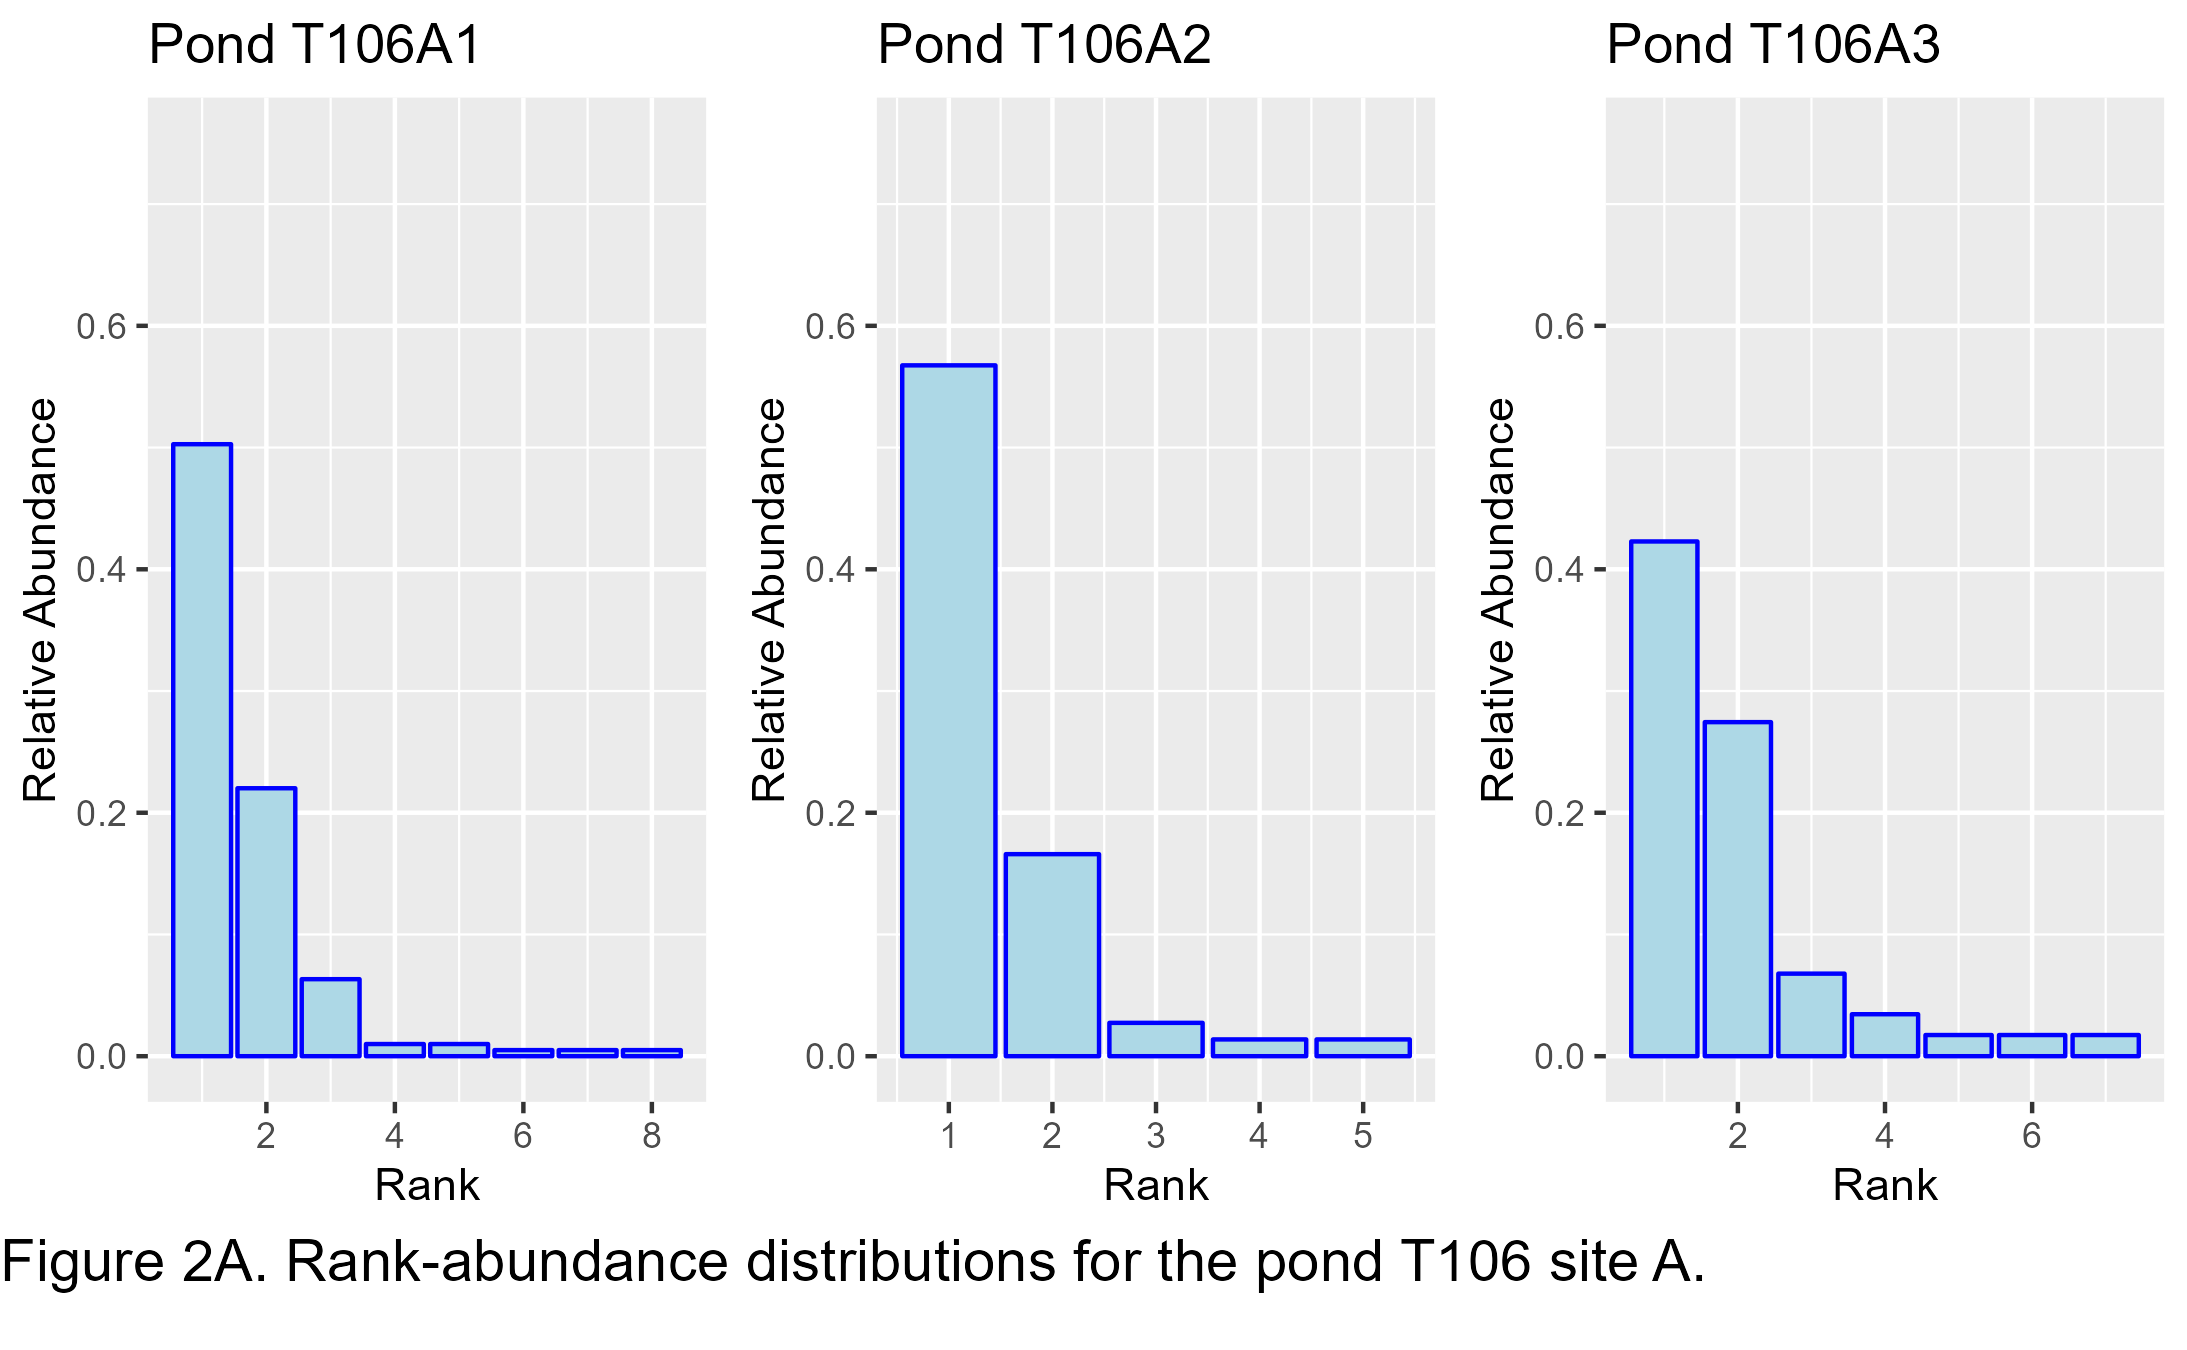 Pond T106A1
Pond T106A2
Pond T106A3
Relative Abundance
0.6
0.4
0.2
0.0
2 4 6 8
Rank
Relative Abundance
0.6
0.4
0.2
0.0
1 2 3 4 5
Rank
Relative Abundance
0.6
0.4
0.2
0.0
2 4 6
Rank
Figure 2A. Rank-abundance distributions for the pond T106 site A.